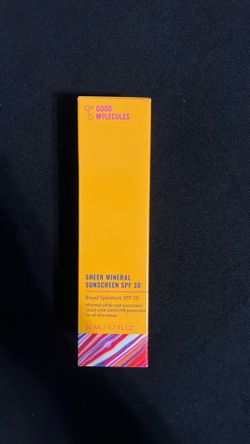 GOOD
MOLECULES
SHEER MINERAL
SUNSCREEN SPF 30
Broad Spectrum SPF 30
Minimal white cast sunscreen
lotion with UVA/UVB protection
for all skin tones
50 ML / 1.7 FL OZ